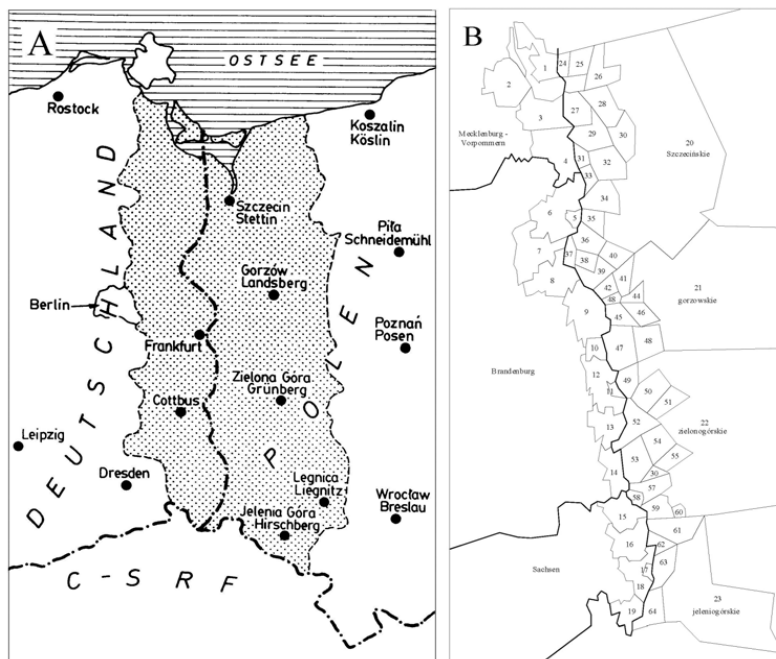 A
OSTSEE
Rostock
Koszalin
Köslin
Szczecin
Stettin
Piła
Schneidemühl
Gorzów
Landsberg
Berlin
DEUTSCHLAND
POLEN
Frankfurt
Poznań
Posen
Zielona Góra
Grünberg
Cottbus
Leipzig
Dresden
Legnica
Liegnitz
Wrocław
Breslau
Jelenia Góra
Hirschberg
C-SRF
B
1
24
25
2
26
3
27
28
Mecklenburg -
Vorpommern
29
30
20
Szczecińskie
4
31
32
33
34
6
5
35
36
7
37
38
40
39
41
8
42
44
21
gorzowskie
48
9
45
46
10
47
48
Brandenburg
12
49
11
50
51
13
52
22
zielonogórskie
54
53
55
14
30
57
58
59
60
15
61
16
62
Sachsen
17
63
18
23
jeleniogórskie
19
64